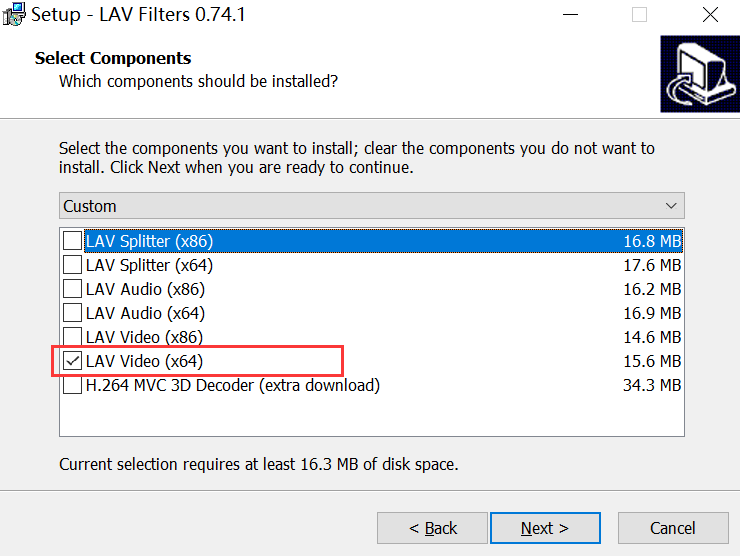 Setup - LAV Filters 0.74.1
Select Components
Which components should be installed?
Select the components you want to install; clear the components you do not want to
install. Click Next when you are ready to continue.
Custom
LAV Splitter (x86) 16.8 MB
LAV Splitter (x64) 17.6 MB
LAV Audio (x86) 16.2 MB
LAV Audio (x64) 16.9 MB
LAV Video (x86) 14.6 MB
LAV Video (x64) 15.6 MB
H.264 MVC 3D Decoder (extra download) 34.3 MB
Current selection requires at least 16.3 MB of disk space.
< Back Next > Cancel